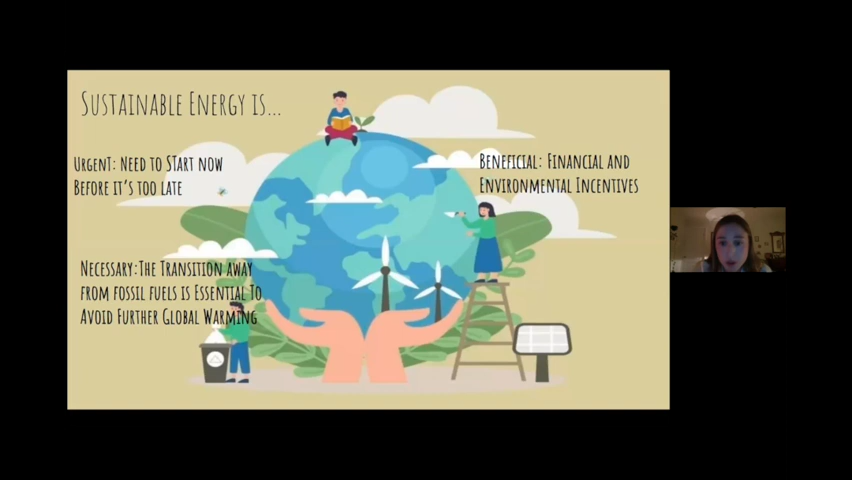 Sustainable Energy is...
Urgent: Need to Start now
Before it's too late
Beneficial: Financial and
Environmental Incentives
Necessary:The Transition away
from fossil fuels is Essential To
Avoid Further Global Warming